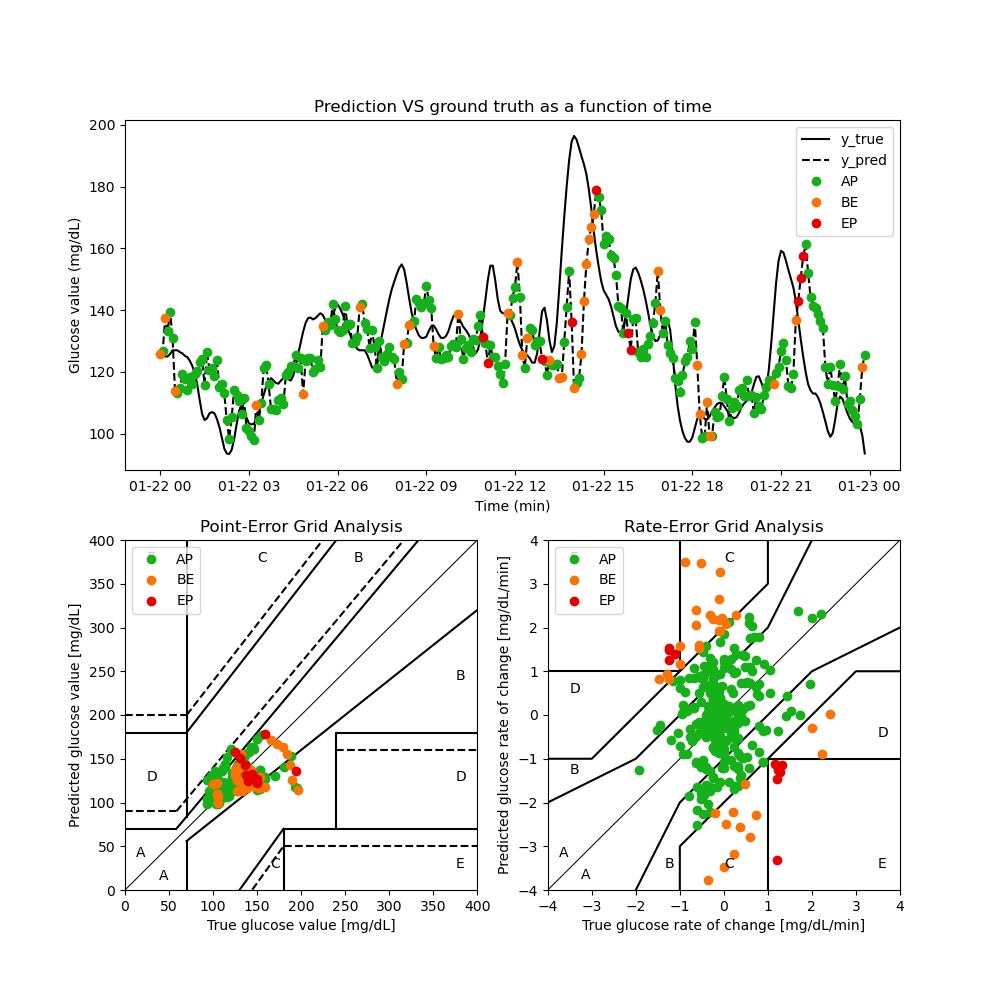 Prediction VS ground truth as a function of time
Glucose value (mg/dL)
200
180
160
140
120
100
y_true
y_pred
AP
BE
EP
01-22 00
01-22 03
01-22 06
01-22 09
01-22 12
01-22 15
01-22 18
01-22 21
01-23 00
Time (min)
Point-Error Grid Analysis
Predicted glucose value [mg/dL]
400
350
300
250
200
150
100
50
0
AP
BE
EP
C
B
B
D
D
A
A
C
E
0
50
100
150
200
250
300
350
400
True glucose value [mg/dL]
Rate-Error Grid Analysis
Predicted glucose rate of change [mg/dL/min]
4
3
2
1
0
−1
−2
−3
−4
AP
BE
EP
C
D
D
B
A
A
B
C
E
−4
−3
−2
−1
0
1
2
3
4
True glucose rate of change [mg/dL/min]